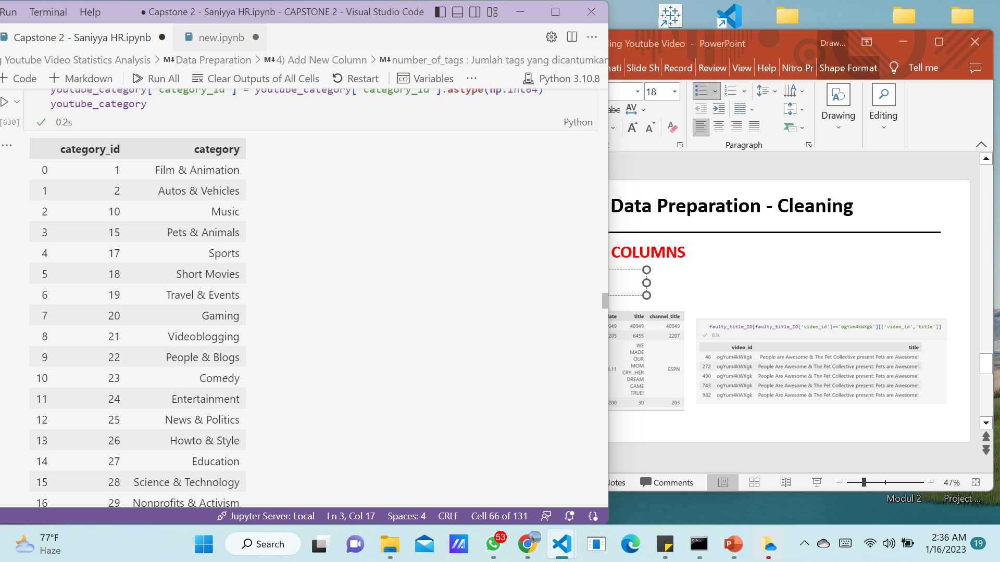 Run Terminal Help ● Capstone 2 - Saniyya HR.ipynb - CAPSTONE 2 - Visual Studio Code
Capstone 2 - Saniyya HR.ipynb ● new.ipynb ●
Youtube Video Statistics Analysis > M↓Data Preparation > M↓4) Add New Column > M↓number_of_tags : Jumlah tags yang dicantumkan
+ Code + Markdown Run All Clear Outputs of All Cells Restart Variables ... Python 3.10.8
youtube_category['category_id'] = youtube_category['category_id'].astype(np.int64)
youtube_category
[630] 0.2s Python
category_id category
0 1 Film & Animation
1 2 Autos & Vehicles
2 10 Music
3 15 Pets & Animals
4 17 Sports
5 18 Short Movies
6 19 Travel & Events
7 20 Gaming
8 21 Videoblogging
9 22 People & Blogs
10 23 Comedy
11 24 Entertainment
12 25 News & Politics
13 26 Howto & Style
14 27 Education
15 28 Science & Technology
16 29 Nonprofits & Activism
Jupyter Server: Local Ln 3, Col 17 Spaces: 4 CRLF Cell 66 of 131
ing Youtube Video - PowerPoint Draw...
nati Slide Sh Record Review View Help Nitro Pr Shape Format Tell me
18
abc AV Drawing Editing
A A
Paragraph
Data Preparation - Cleaning
COLUMNS
late title channel_title
949 40949 40949
205 6455 2207
WE
MADE
OUR
MOM
4.11 CRY...HER ESPN
DREAM
CAME
TRUE!
200 30 203
faulty_title_ID[faulty_title_ID['video_id']=='ogYum4kWXgk'][['video_id','title']]
0.3s
video_id title
46 ogYum4kWXgk People are Awesome & The Pet Collective present Pets are Awesome!
272 ogYum4kWXgk People Are Awesome & The Pet Collective present: Pets are Awesome!
490 ogYum4kWXgk People Are Awesome & The Pet Collective present: Pets are Awesome!
743 ogYum4kWXgk People Are Awesome & The Pet Collective present: Pets are Awesome!
982 ogYum4kWXgk People Are Awesome & The Pet Collective present: Pets are Awesome!
Notes Comments 47%
Modul 2 Project ...
77°F
Haze
Search
53
2:36 AM
1/16/2023
19